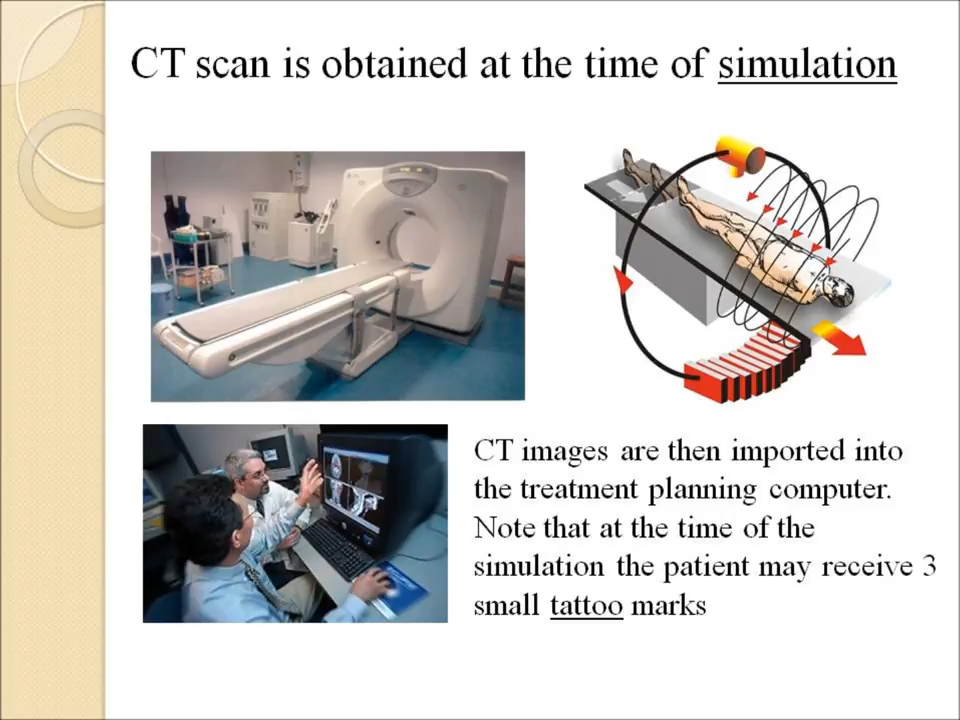 CT scan is obtained at the time of simulation
CT images are then imported into
the treatment planning computer.
Note that at the time of the
simulation the patient may receive 3
small tattoo marks